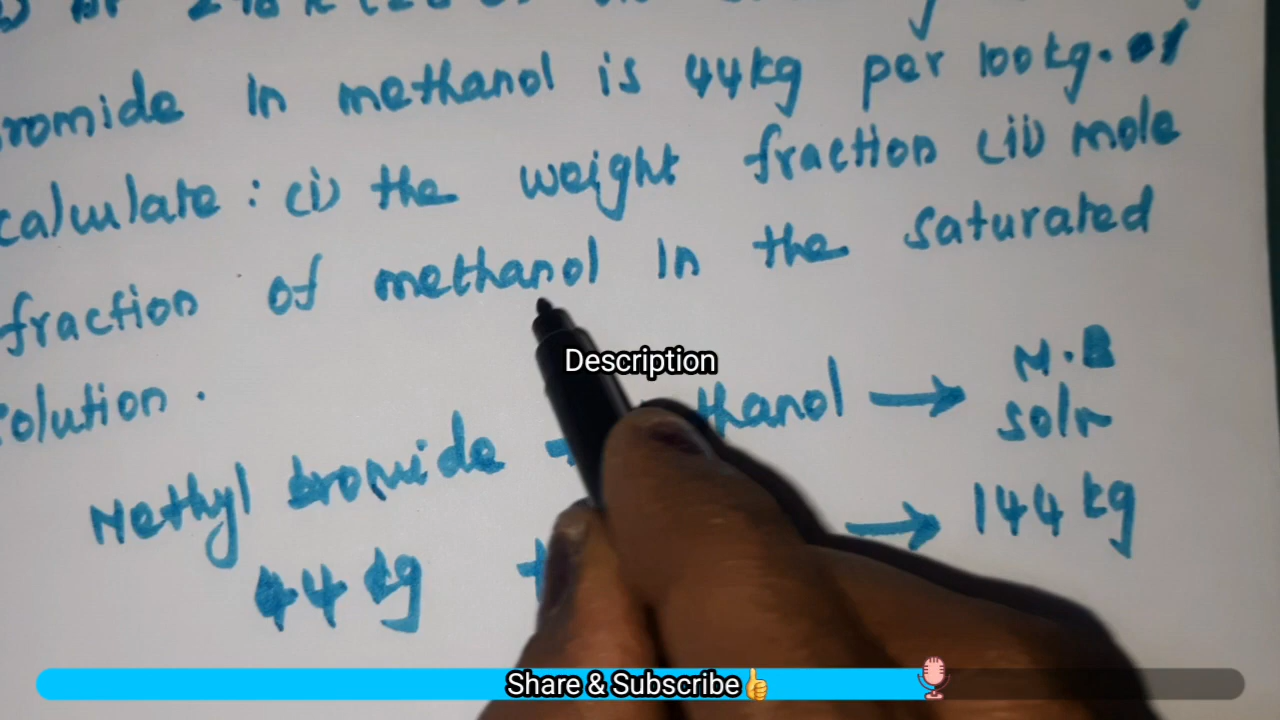 bromide in methanol is 44kg per 100kg. of
calculate : (i) the weight fraction (ii) mole
fraction of methanol in the saturated
solution .
M.B
Methyl bromide + thanol → soln
44 kg → 144 kg
Description
Share & Subscribe👍